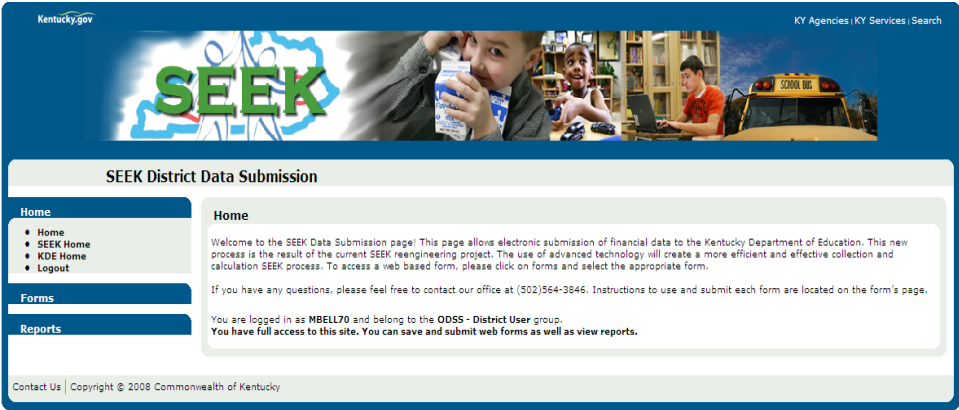 Kentucky.gov
KY Agencies | KY Services | Search
SEEK
SCHOOL BUS
SEEK District Data Submission
Home
Home
SEEK Home
KDE Home
Logout
Forms
Reports
Home
Welcome to the SEEK Data Submission page! This page allows electronic submission of financial data to the Kentucky Department of Education. This new
process is the result of the current SEEK reengineering project. The use of advanced technology will create a more efficient and effective collection and
calculation SEEK process. To access a web based form, please click on forms and select the appropriate form.
If you have any questions, please feel free to contact our office at (502)564-3846. Instructions to use and submit each form are located on the form's page.
You are logged in as MBELL70 and belong to the ODSS - District User group.
You have full access to this site. You can save and submit web forms as well as view reports.
Contact Us | Copyright © 2008 Commonwealth of Kentucky